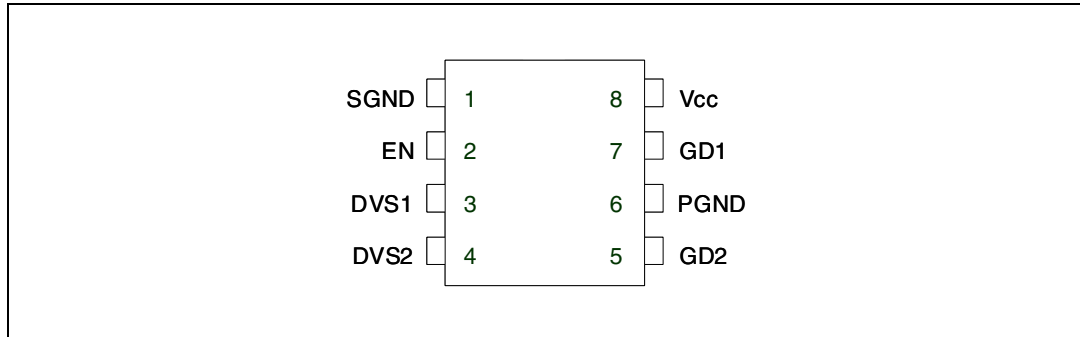 SGND 1 8 Vcc
EN 2 7 GD1
DVS1 3 6 PGND
DVS2 4 5 GD2